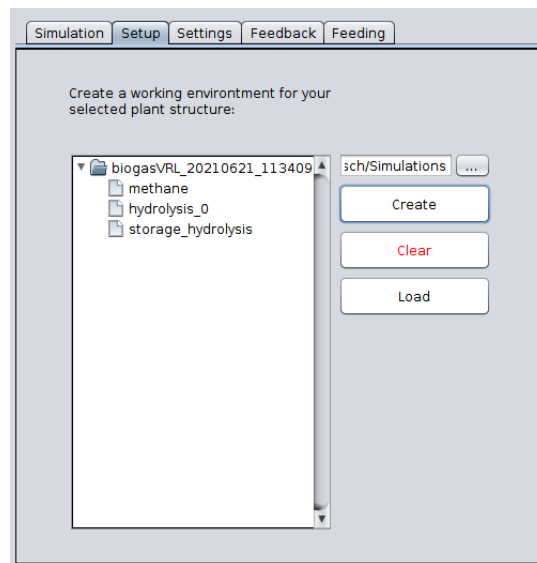 Simulation Setup Settings Feedback Feeding
Create a working environtment for your
selected plant structure:
biogasVRL_20210621_113409
sch/Simulations ...
methane
Create
hydrolysis_0
storage_hydrolysis
Clear
Load